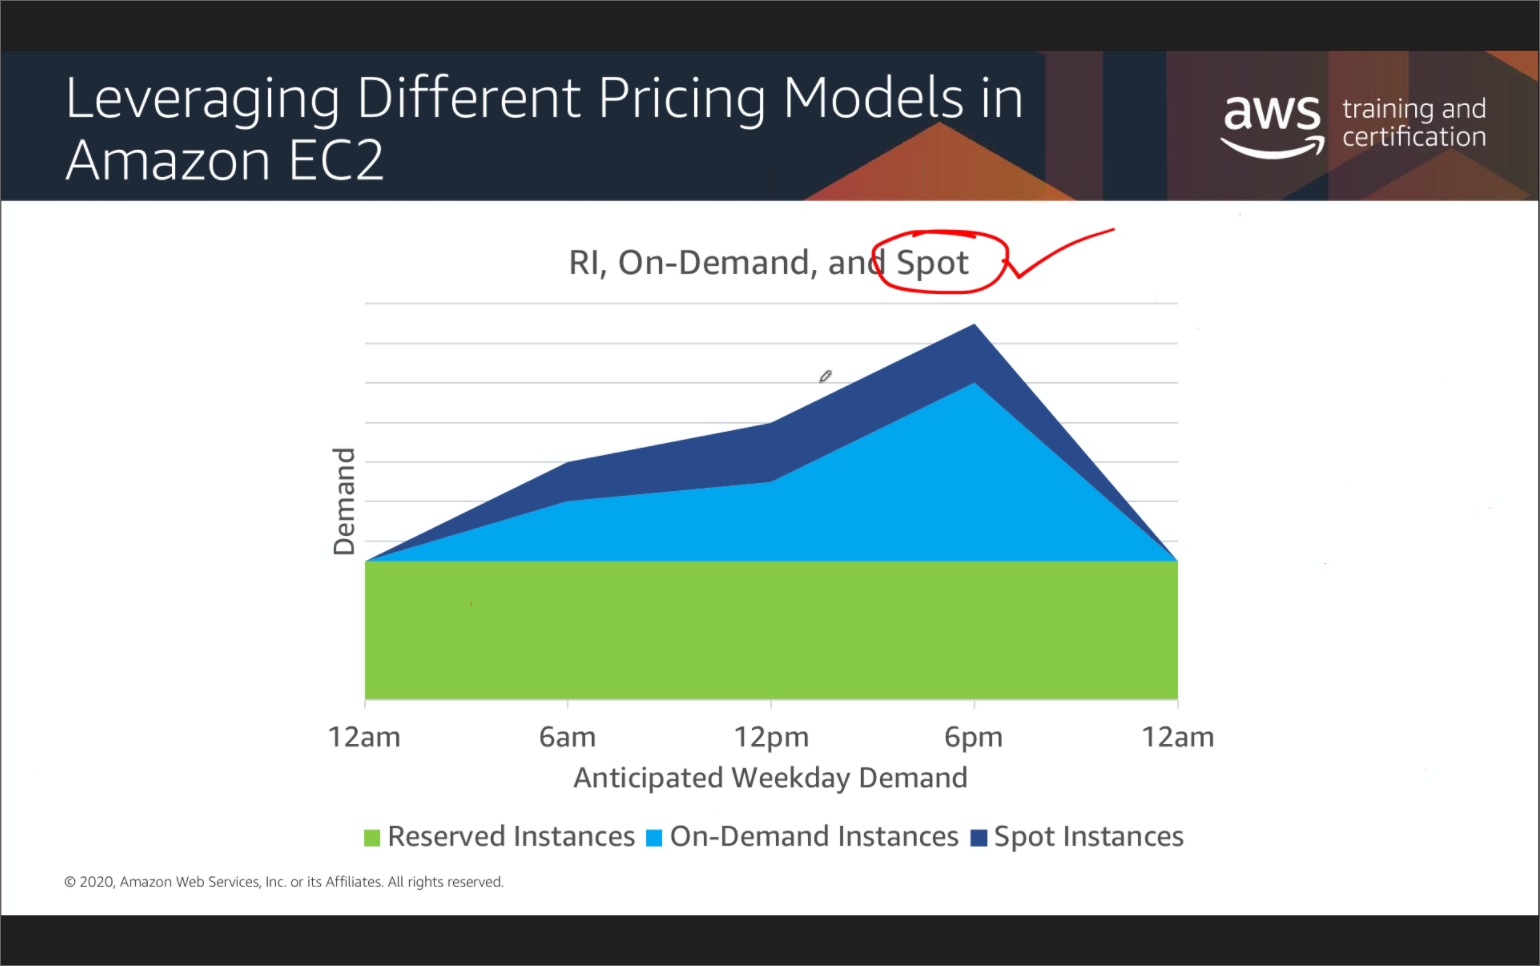 Leveraging Different Pricing Models in
Amazon EC2
aws training and
certification
RI, On-Demand, and Spot
Demand
12am 6am 12pm 6pm 12am
Anticipated Weekday Demand
Reserved Instances On-Demand Instances Spot Instances
© 2020, Amazon Web Services, Inc. or its Affiliates. All rights reserved.